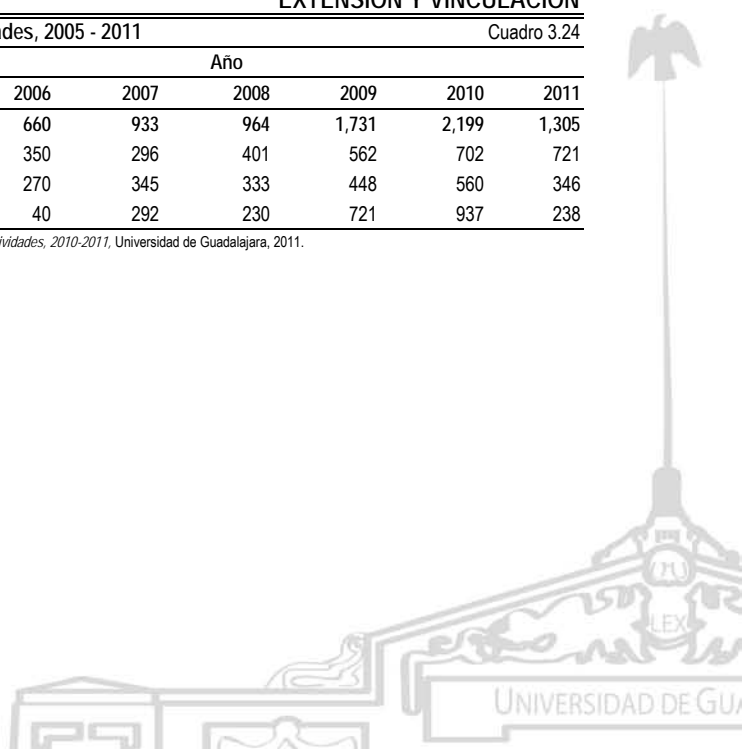 EXTENSIÓN Y VINCULACIÓN
des, 2005 - 2011 Cuadro 3.24
Año
2006 2007 2008 2009 2010 2011
660 933 964 1,731 2,199 1,305
350 296 401 562 702 721
270 345 333 448 560 346
40 292 230 721 937 238
ividades, 2010-2011, Universidad de Guadalajara, 2011.
LEX
UNIVERSIDAD DE GUA